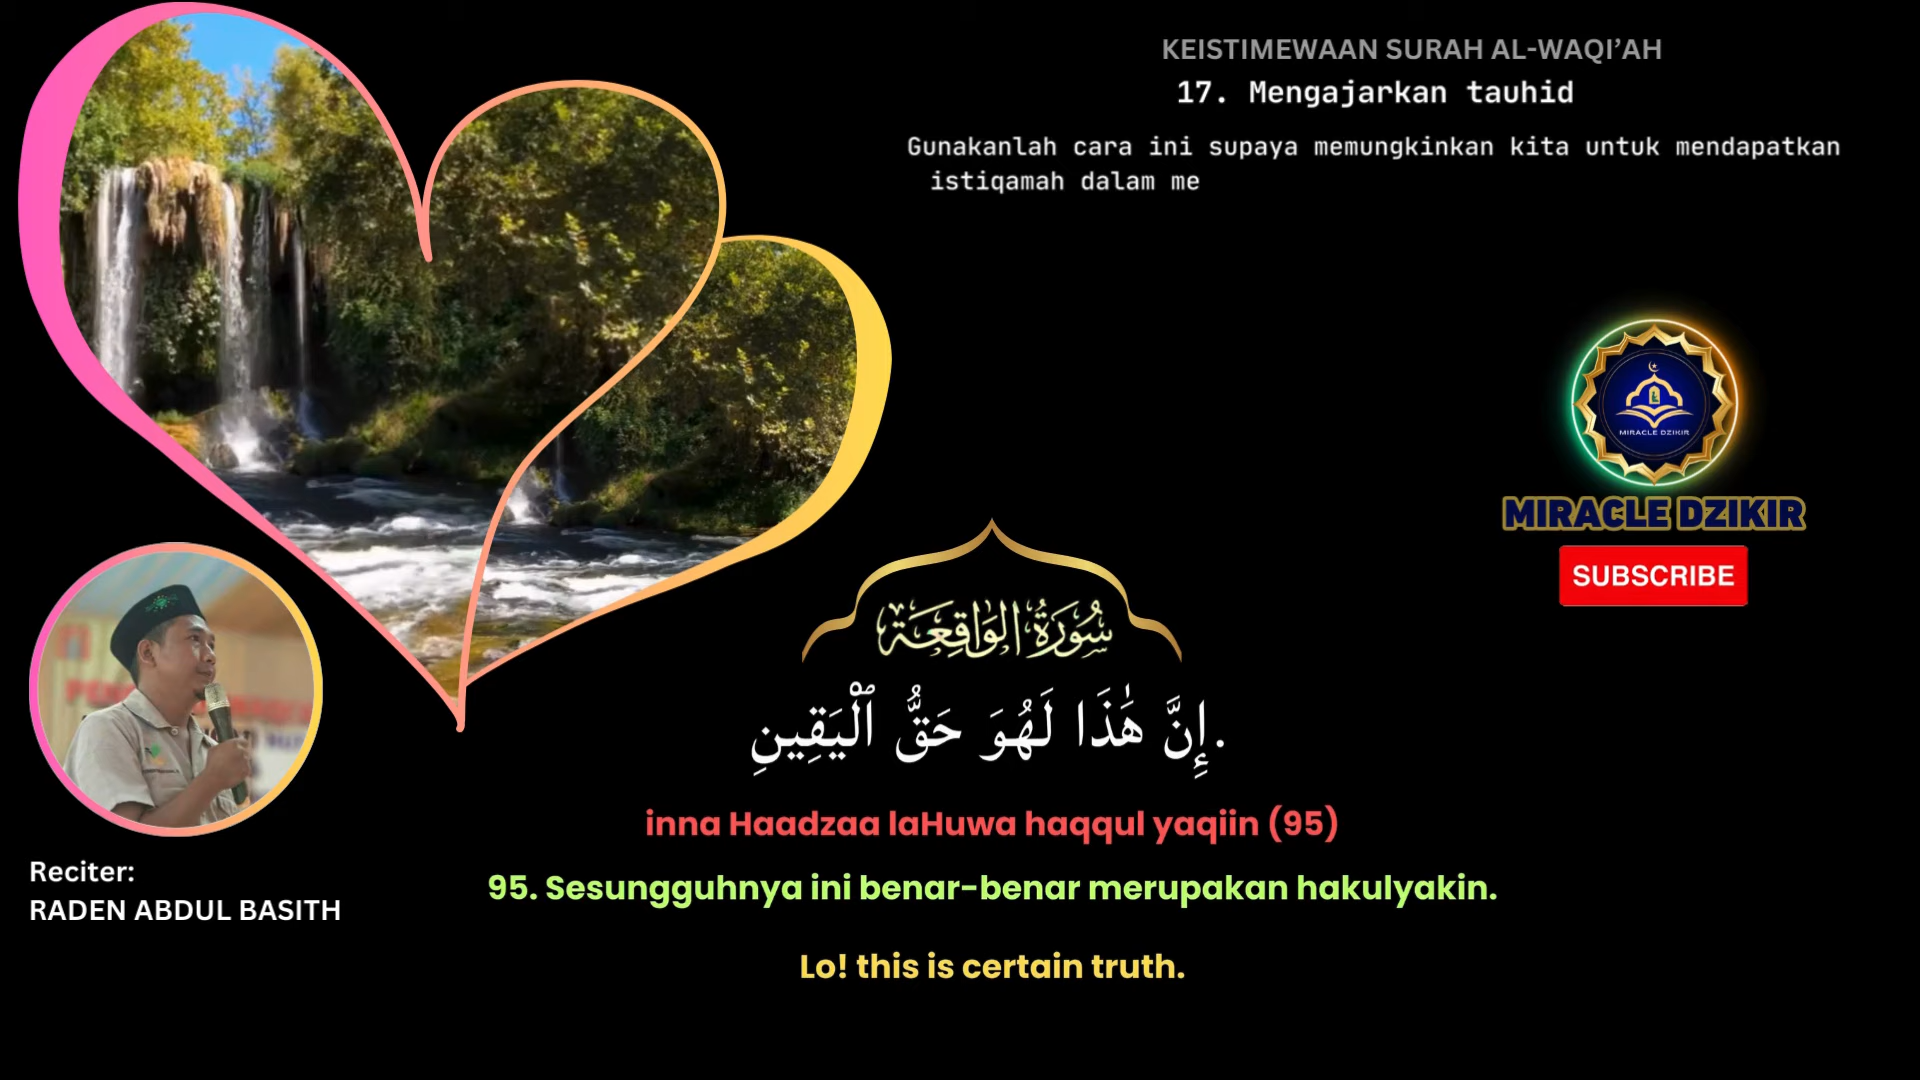 KEISTIMEWAAN SURAH AL-WAQI’AH
17. Mengajarkan tauhid
Gunakanlah cara ini supaya memungkinkan kita untuk mendapatkan
istiqamah dalam me
MIRACLE DZIKIR
MIRACLE DZIKIR
SUBSCRIBE
سُورَةُ الوَاقِعَة
.إِنَّ هَٰذَا لَهُوَ حَقُّ ٱلْيَقِينِ
inna Haadzaa laHuwa haqqul yaqiin (95)
95. Sesungguhnya ini benar-benar merupakan hakulyakin.
Lo! this is certain truth.
Reciter:
RADEN ABDUL BASITH